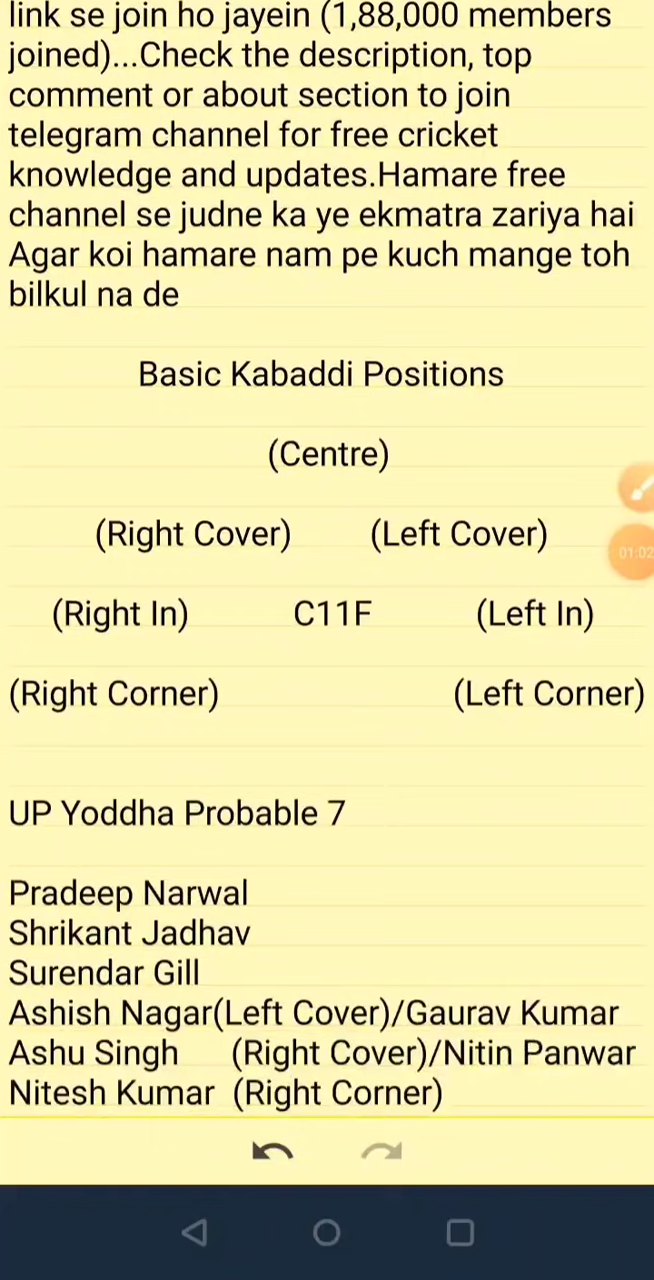 link se join ho jayein (1,88,000 members
joined)...Check the description, top
comment or about section to join
telegram channel for free cricket
knowledge and updates.Hamare free
channel se judne ka ye ekmatra zariya hai
Agar koi hamare nam pe kuch mange toh
bilkul na de
Basic Kabaddi Positions
(Centre)
(Right Cover) (Left Cover)
01:02
(Right In) C11F (Left In)
(Right Corner) (Left Corner)
UP Yoddha Probable 7
Pradeep Narwal
Shrikant Jadhav
Surendar Gill
Ashish Nagar(Left Cover)/Gaurav Kumar
Ashu Singh (Right Cover)/Nitin Panwar
Nitesh Kumar (Right Corner)